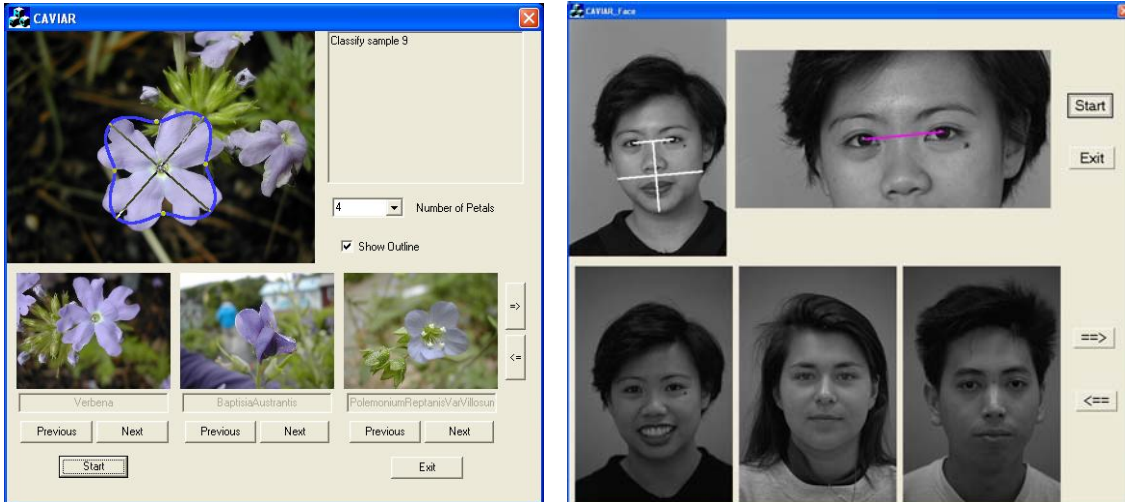 CAVIAR
Classify sample 9
4
Number of Petals
Show Outline
=>
<=
Verbena
BaptisiaAustrantis
PolemoniumReptanisVarVillosun
Previous
Next
Previous
Next
Previous
Next
Start
Exit
CAVIAR_Face
Start
Exit
==>
<==